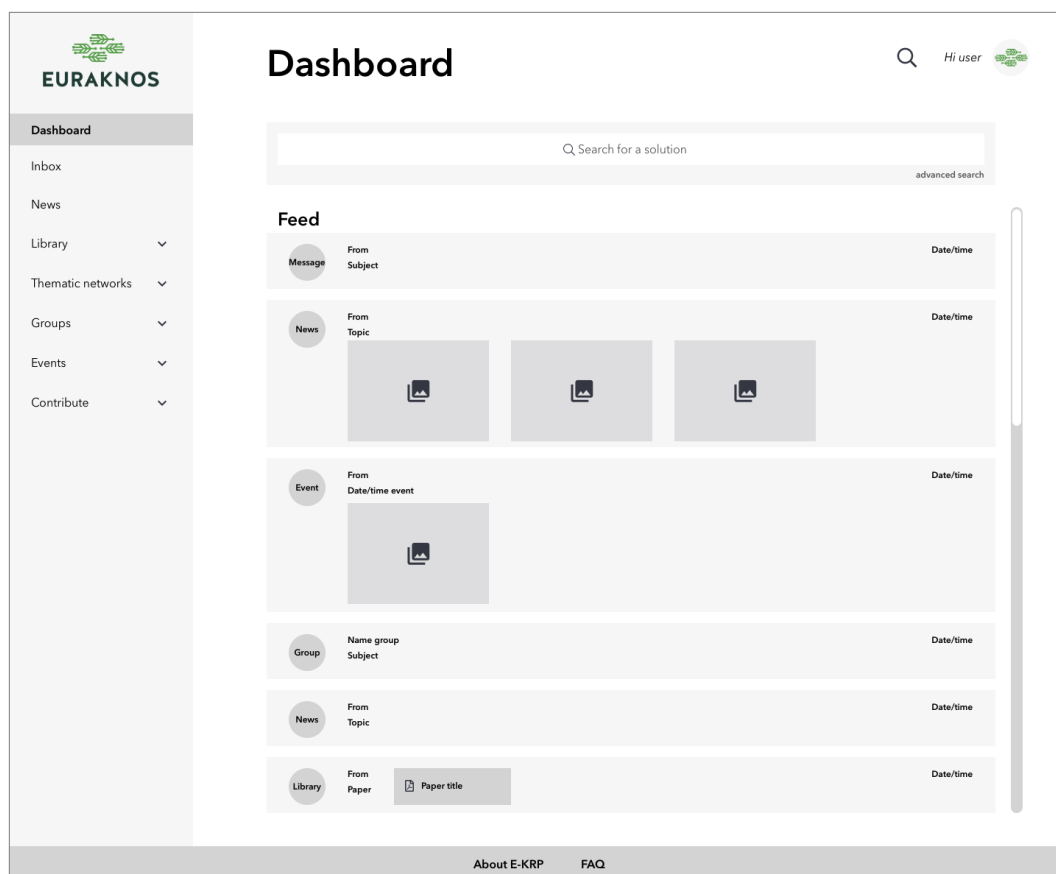 EURAKNOS
Dashboard
Inbox
News
Library
Thematic networks
Groups
Events
Contribute
Dashboard
Hi user
Search for a solution
advanced search
Feed
Message
From
Subject
Date/time
News
From
Topic
Date/time
Event
From
Date/time event
Date/time
Group
Name group
Subject
Date/time
News
From
Topic
Date/time
Library
From
Paper
Paper title
Date/time
About E-KRP FAQ